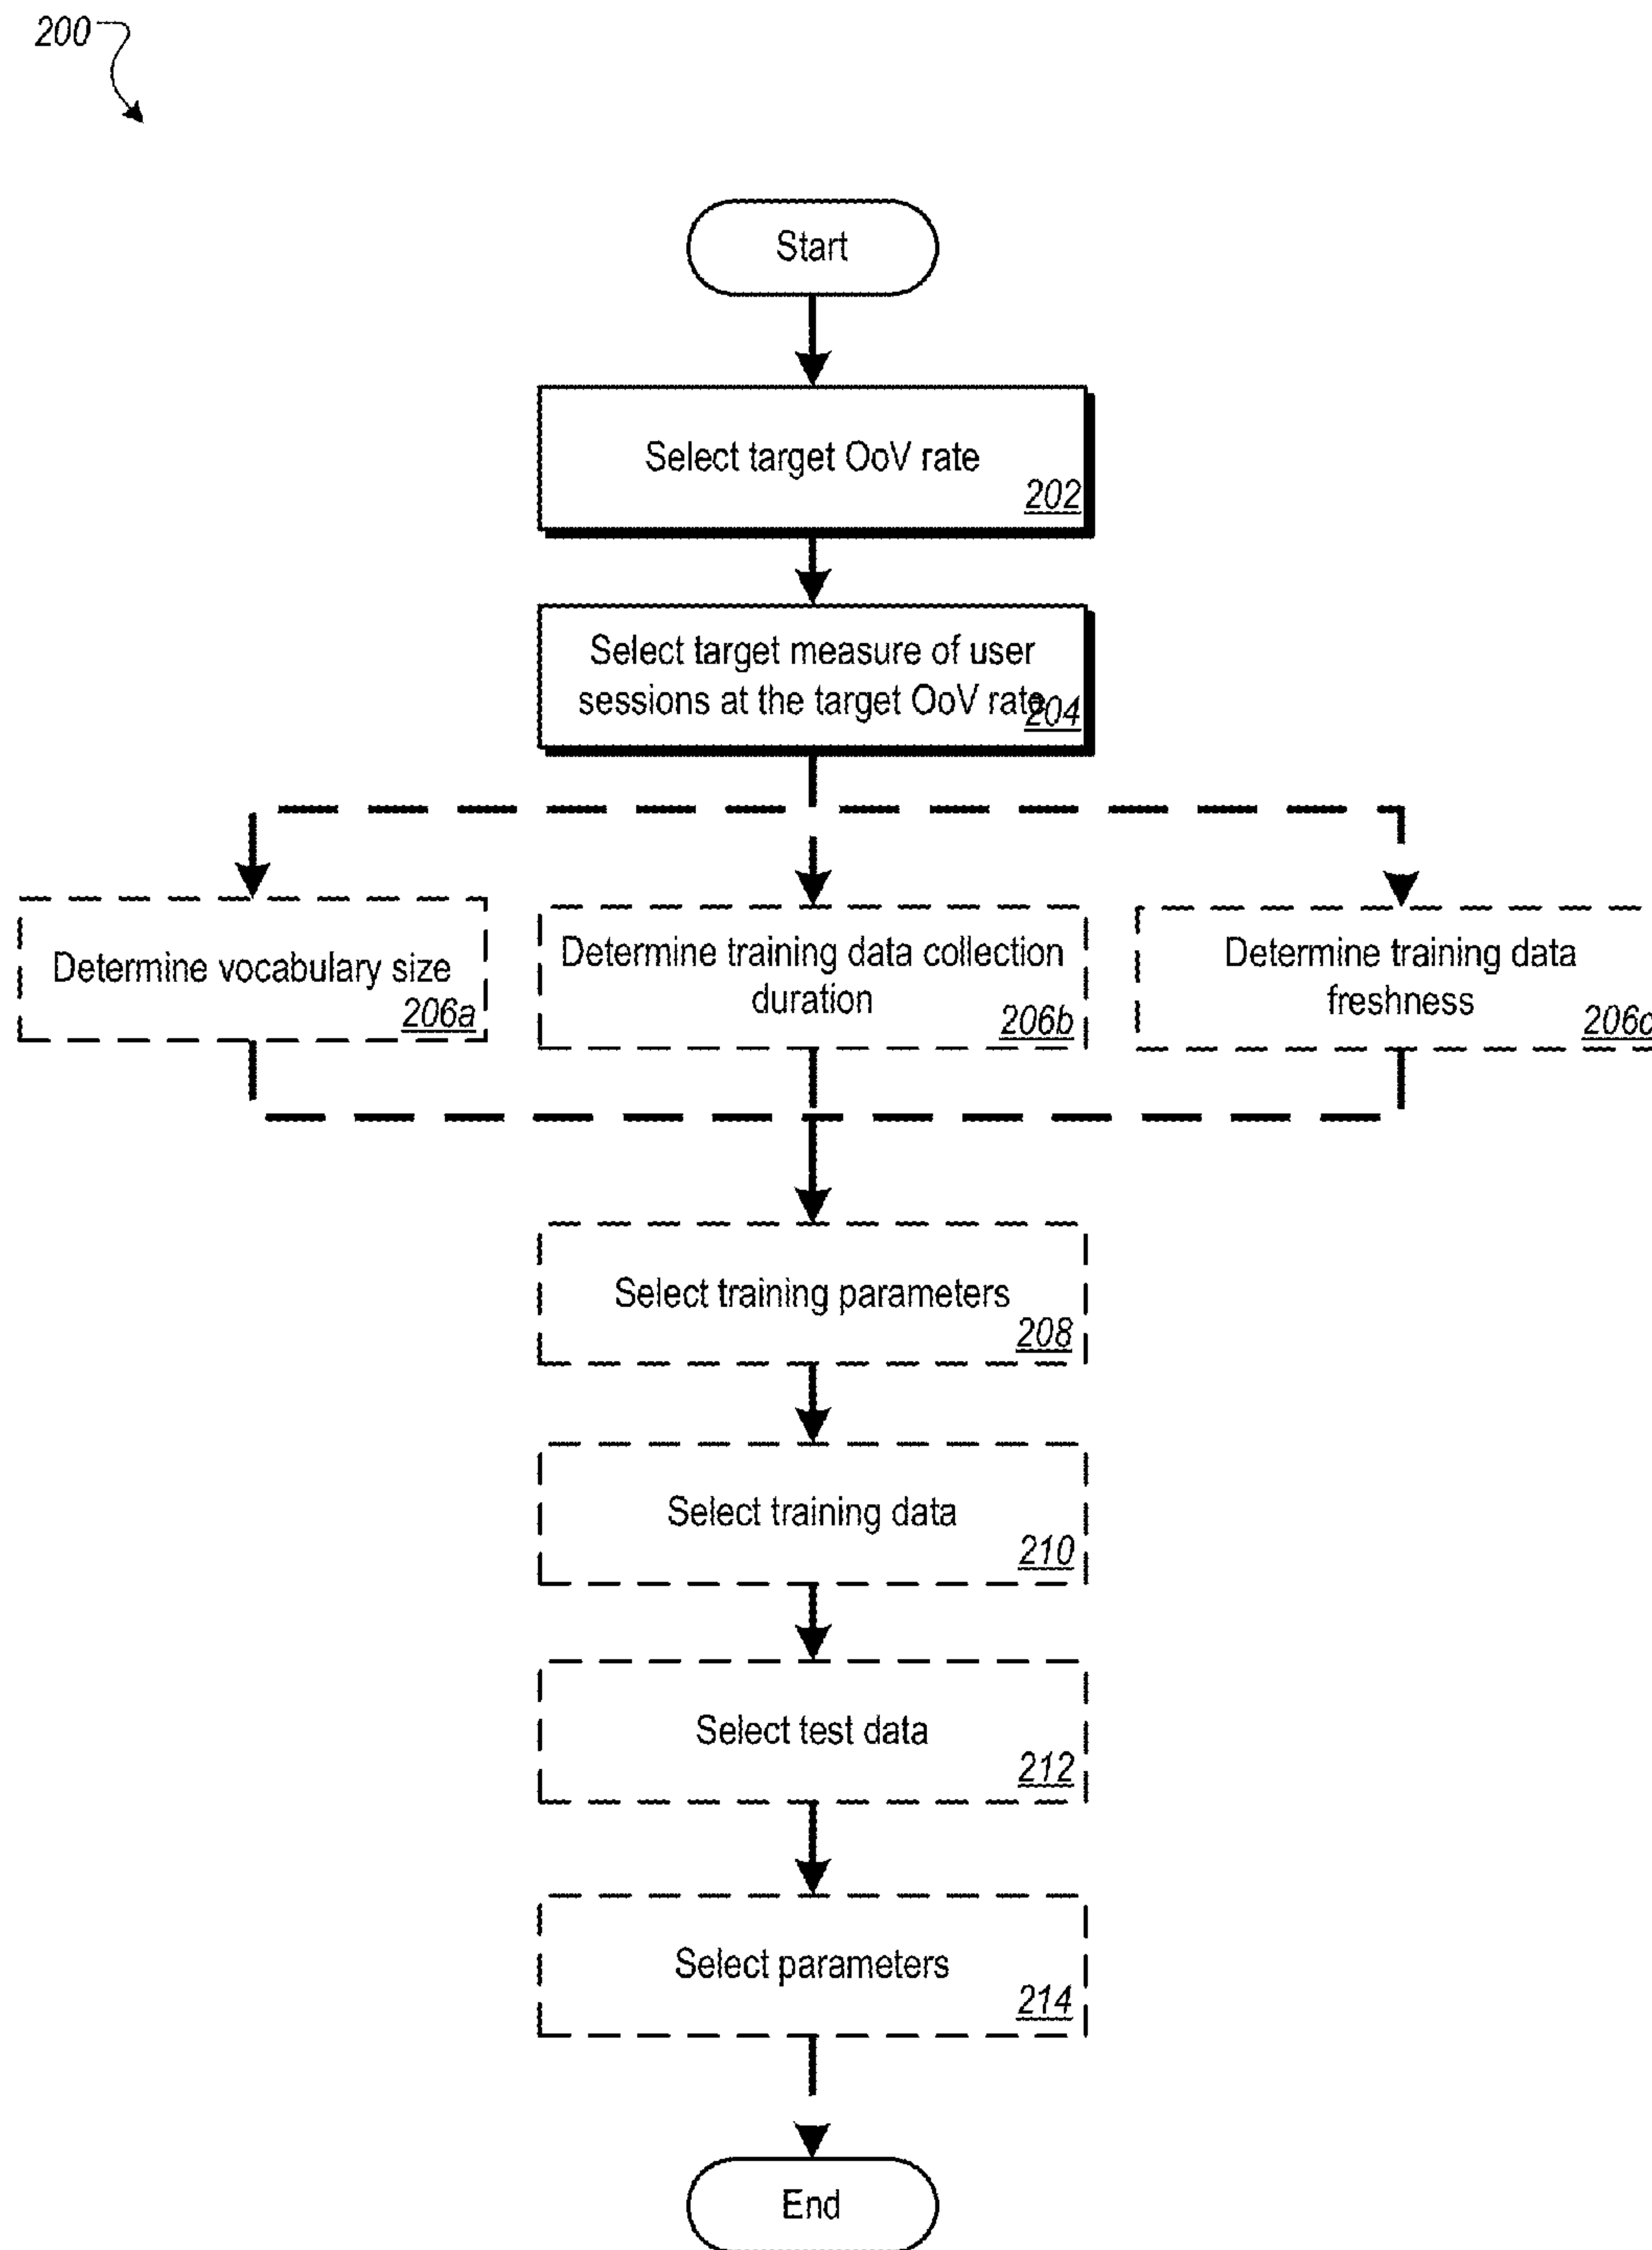 200
Start
Select target OoV rate
202
Select target measure of user
sessions at the target OoV rate
204
Determine vocabulary size
206a
Determine training data collection
duration
206b
Determine training data
freshness
206c
Select training parameters
208
Select training data
210
Select test data
212
Select parameters
214
End